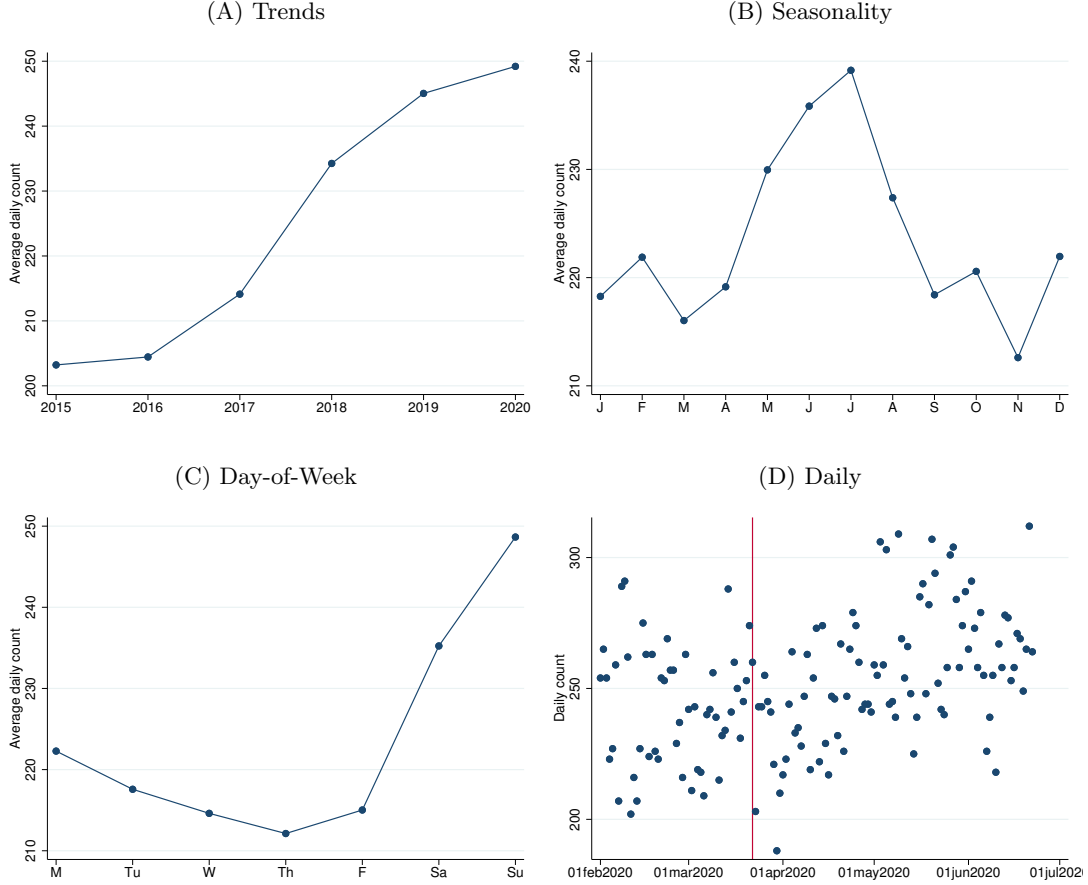 (A) Trends
Average daily count
250
240
230
220
210
200
2015 2016 2017 2018 2019 2020
(B) Seasonality
Average daily count
240
230
220
210
J F M A M J J A S O N D
(C) Day-of-Week
Average daily count
250
240
230
220
210
M Tu W Th F Sa Su
(D) Daily
Daily count
300
250
200
01feb2020 01mar2020 01apr2020 01may2020 01jun2020 01jul202